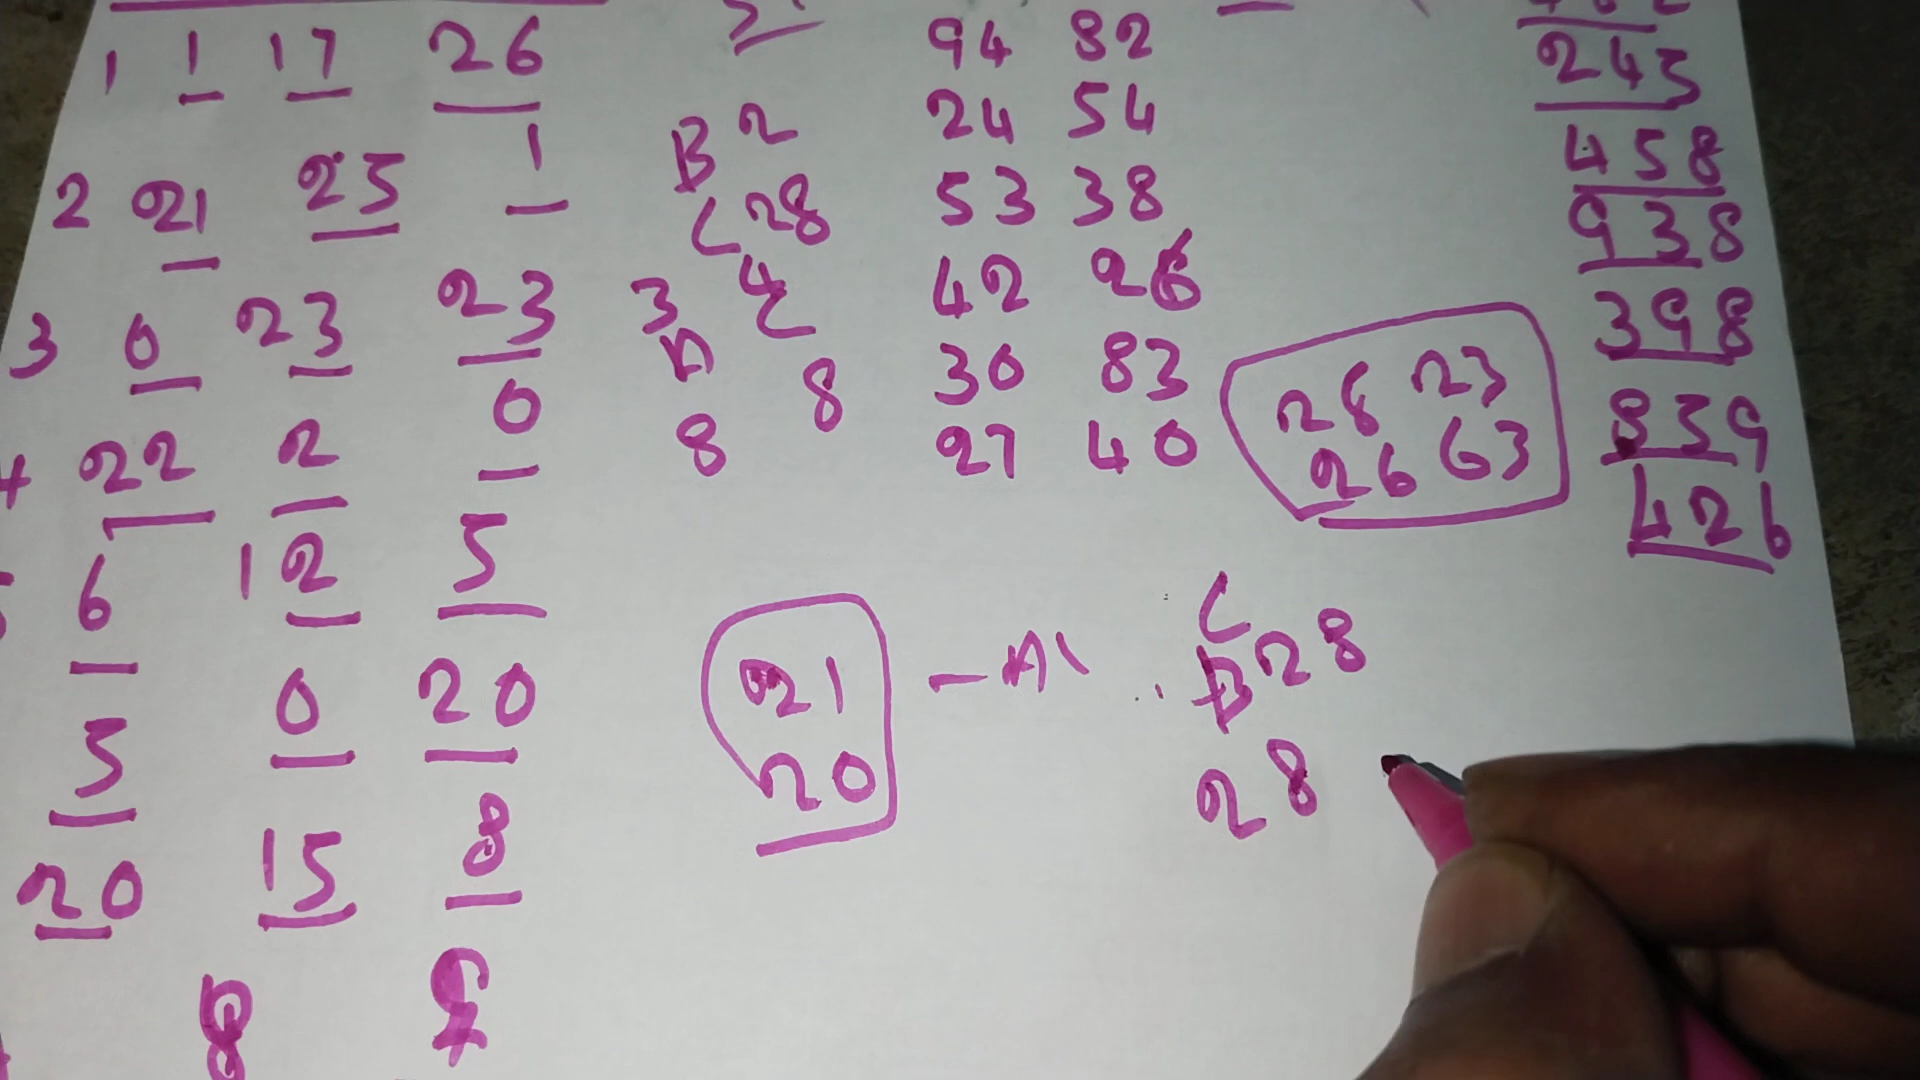 1 1 17 26
2 21 25 1
3 0 23 23
4 22 2 0
6 12 5
5 0 20
20 15 8
B 2
C 28
3 4
A C
8 8
94 82
24 54
53 38
42 26
30 83
27 40
28 23
26 63
243
458
938
398
839
426
21 - A1
20
C
B 28
28